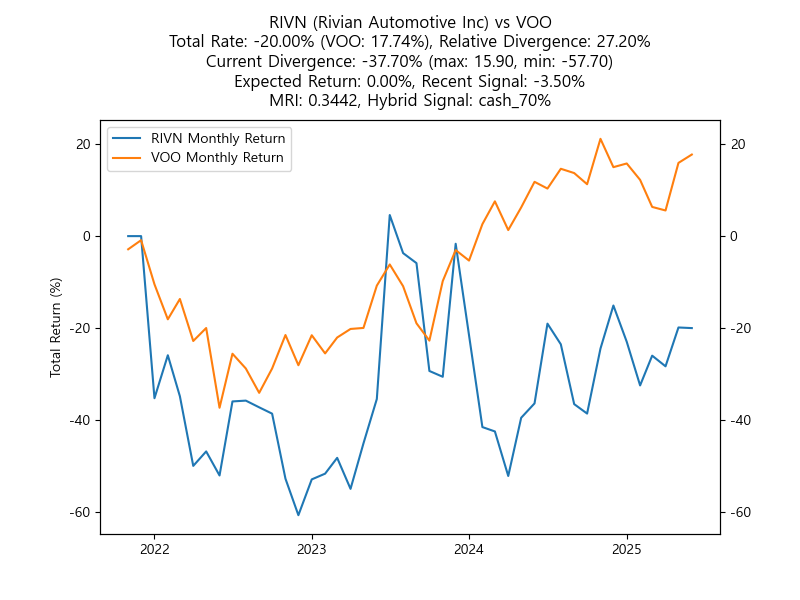 RIVN (Rivian Automotive Inc) vs VOO
Total Rate: -20.00% (VOO: 17.74%), Relative Divergence: 27.20%
Current Divergence: -37.70% (max: 15.90, min: -57.70)
Expected Return: 0.00%, Recent Signal: -3.50%
MRI: 0.3442, Hybrid Signal: cash_70%
RIVN Monthly Return
VOO Monthly Return
Total Return (%)
20
0
-20
-40
-60
20
0
-20
-40
-60
2022
2023
2024
2025